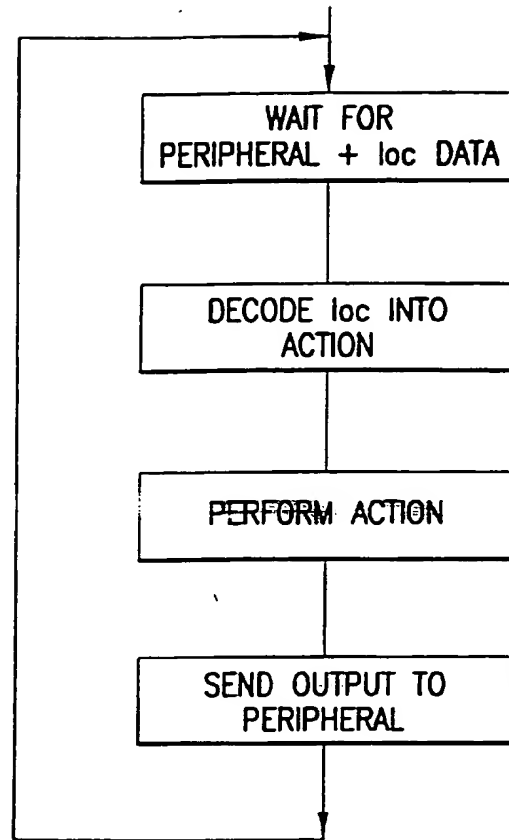 WAIT FOR
PERIPHERAL + loc DATA
DECODE loc INTO
ACTION
PERFORM ACTION
SEND OUTPUT TO
PERIPHERAL